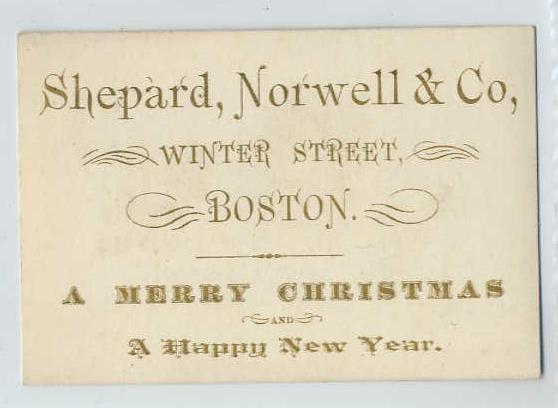 Shepard, Norwell & Co,
WINTER STREET,
BOSTON.
A MERRY CHRISTMAS
AND
A Happy New Year.